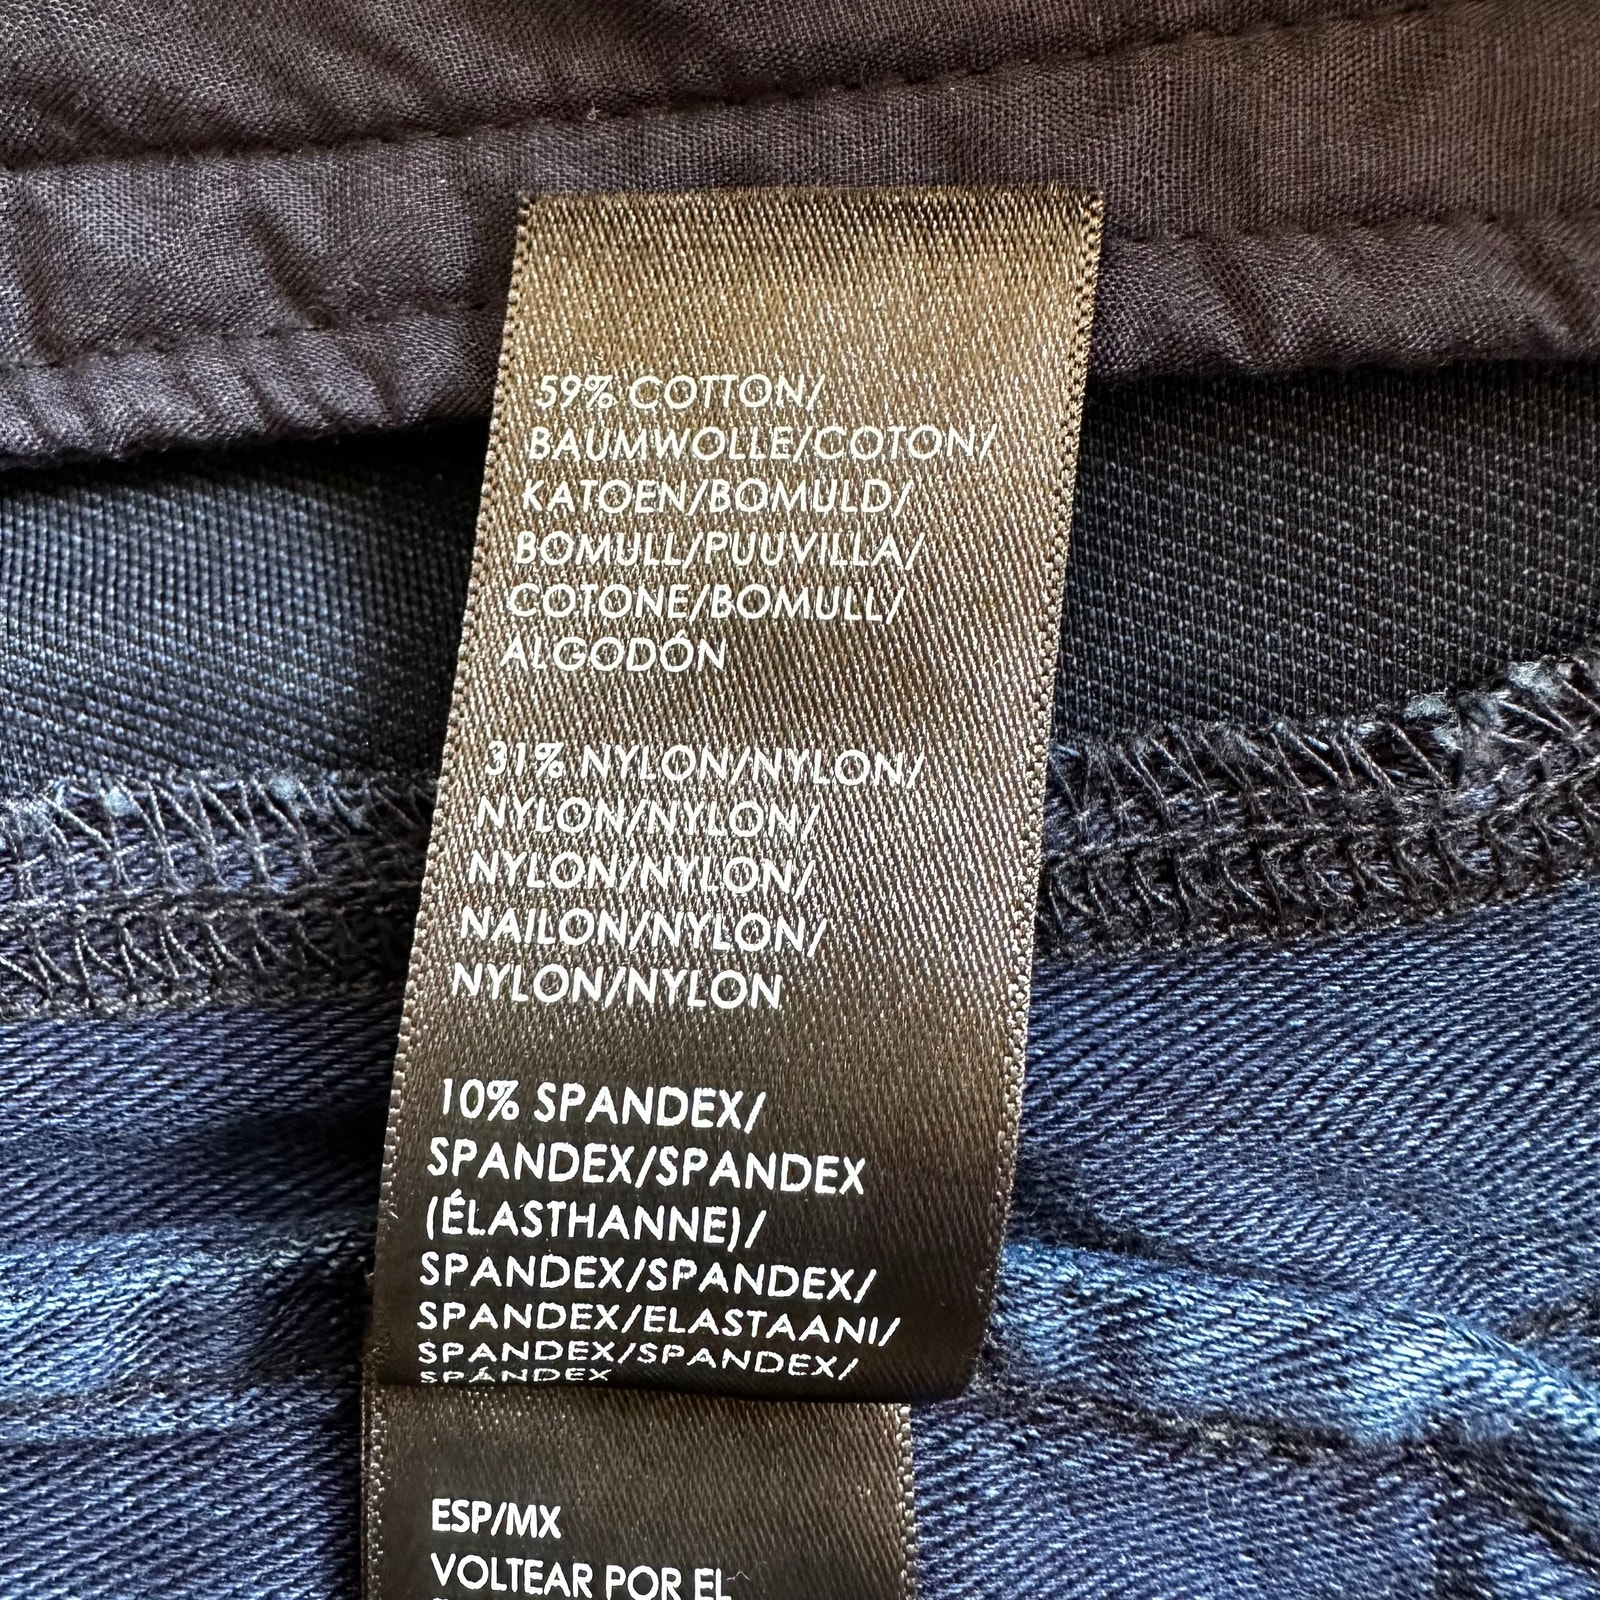 59% COTTON/
BAUMWOLLE/COTON/
KATOEN/BOMULD/
BOMULL/PUUVILLA/
COTONE/BOMULL/
ALGODÓN
31% NYLON/NYLON/
NYLON/NYLON/
NYLON/NYLON/
NAILON/NYLON/
NYLON/NYLON
10% SPANDEX/
SPANDEX/SPANDEX
(ÉLASTHANNE)/
SPANDEX/SPANDEX/
SPANDEX/ELASTAANI/
SPANDEX/SPANDEX/
SPANDEX
ESP/MX
VOLTEAR POR EL